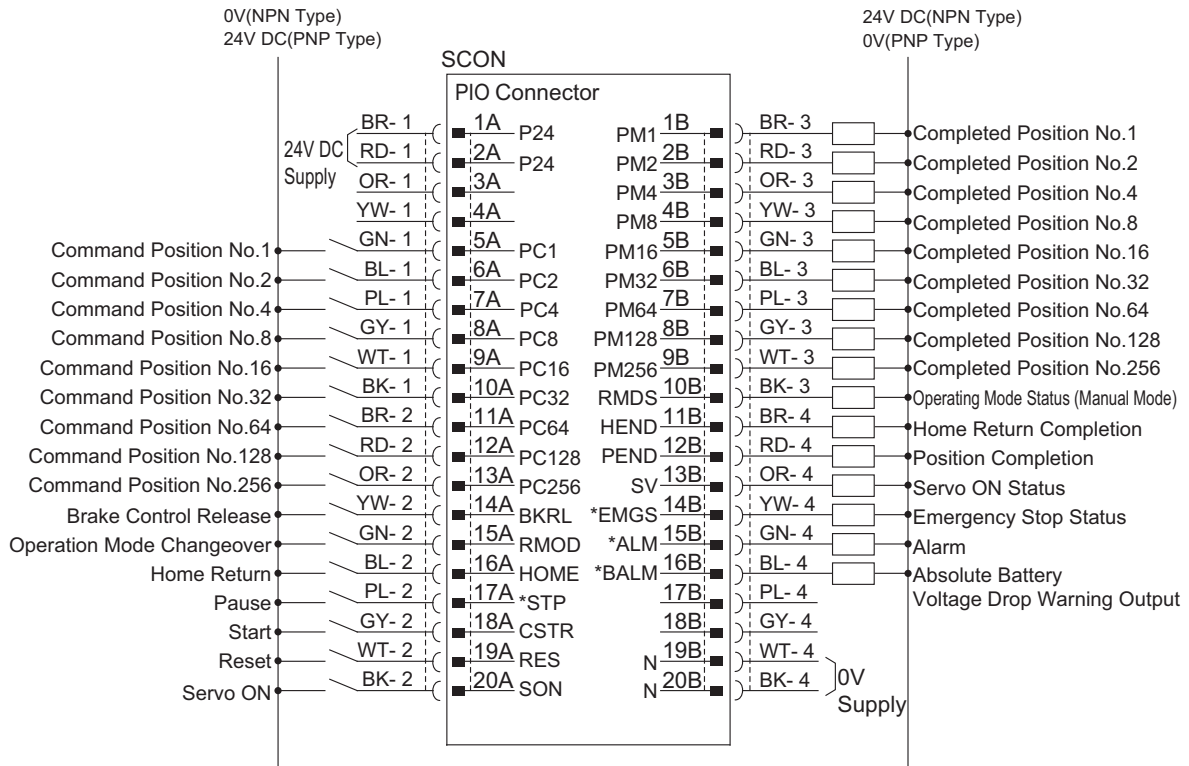 0V(NPN Type)
24V DC(PNP Type)
24V DC(NPN Type)
0V(PNP Type)
SCON
PIO Connector
24V DC
Supply
BR- 1 1A P24 PM1 1B BR- 3 Completed Position No.1
RD- 1 2A P24 PM2 2B RD- 3 Completed Position No.2
OR- 1 3A PM4 3B OR- 3 Completed Position No.4
YW- 1 4A PM8 4B YW- 3 Completed Position No.8
Command Position No.1 GN- 1 5A PC1 PM16 5B GN- 3 Completed Position No.16
Command Position No.2 BL- 1 6A PC2 PM32 6B BL- 3 Completed Position No.32
Command Position No.4 PL- 1 7A PC4 PM64 7B PL- 3 Completed Position No.64
Command Position No.8 GY- 1 8A PC8 PM128 8B GY- 3 Completed Position No.128
Command Position No.16 WT- 1 9A PC16 PM256 9B WT- 3 Completed Position No.256
Command Position No.32 BK- 1 10A PC32 RMDS 10B BK- 3 Operating Mode Status (Manual Mode)
Command Position No.64 BR- 2 11A PC64 HEND 11B BR- 4 Home Return Completion
Command Position No.128 RD- 2 12A PC128 PEND 12B RD- 4 Position Completion
Command Position No.256 OR- 2 13A PC256 SV 13B OR- 4 Servo ON Status
Brake Control Release YW- 2 14A BKRL *EMGS 14B YW- 4 Emergency Stop Status
Operation Mode Changeover GN- 2 15A RMOD *ALM 15B GN- 4 Alarm
Home Return BL- 2 16A HOME *BALM 16B BL- 4 Absolute Battery
Voltage Drop Warning Output
Pause PL- 2 17A *STP 17B PL- 4
Start GY- 2 18A CSTR 18B GY- 4
Reset WT- 2 19A RES N 19B WT- 4
Servo ON BK- 2 20A SON N 20B BK- 4
0V
Supply